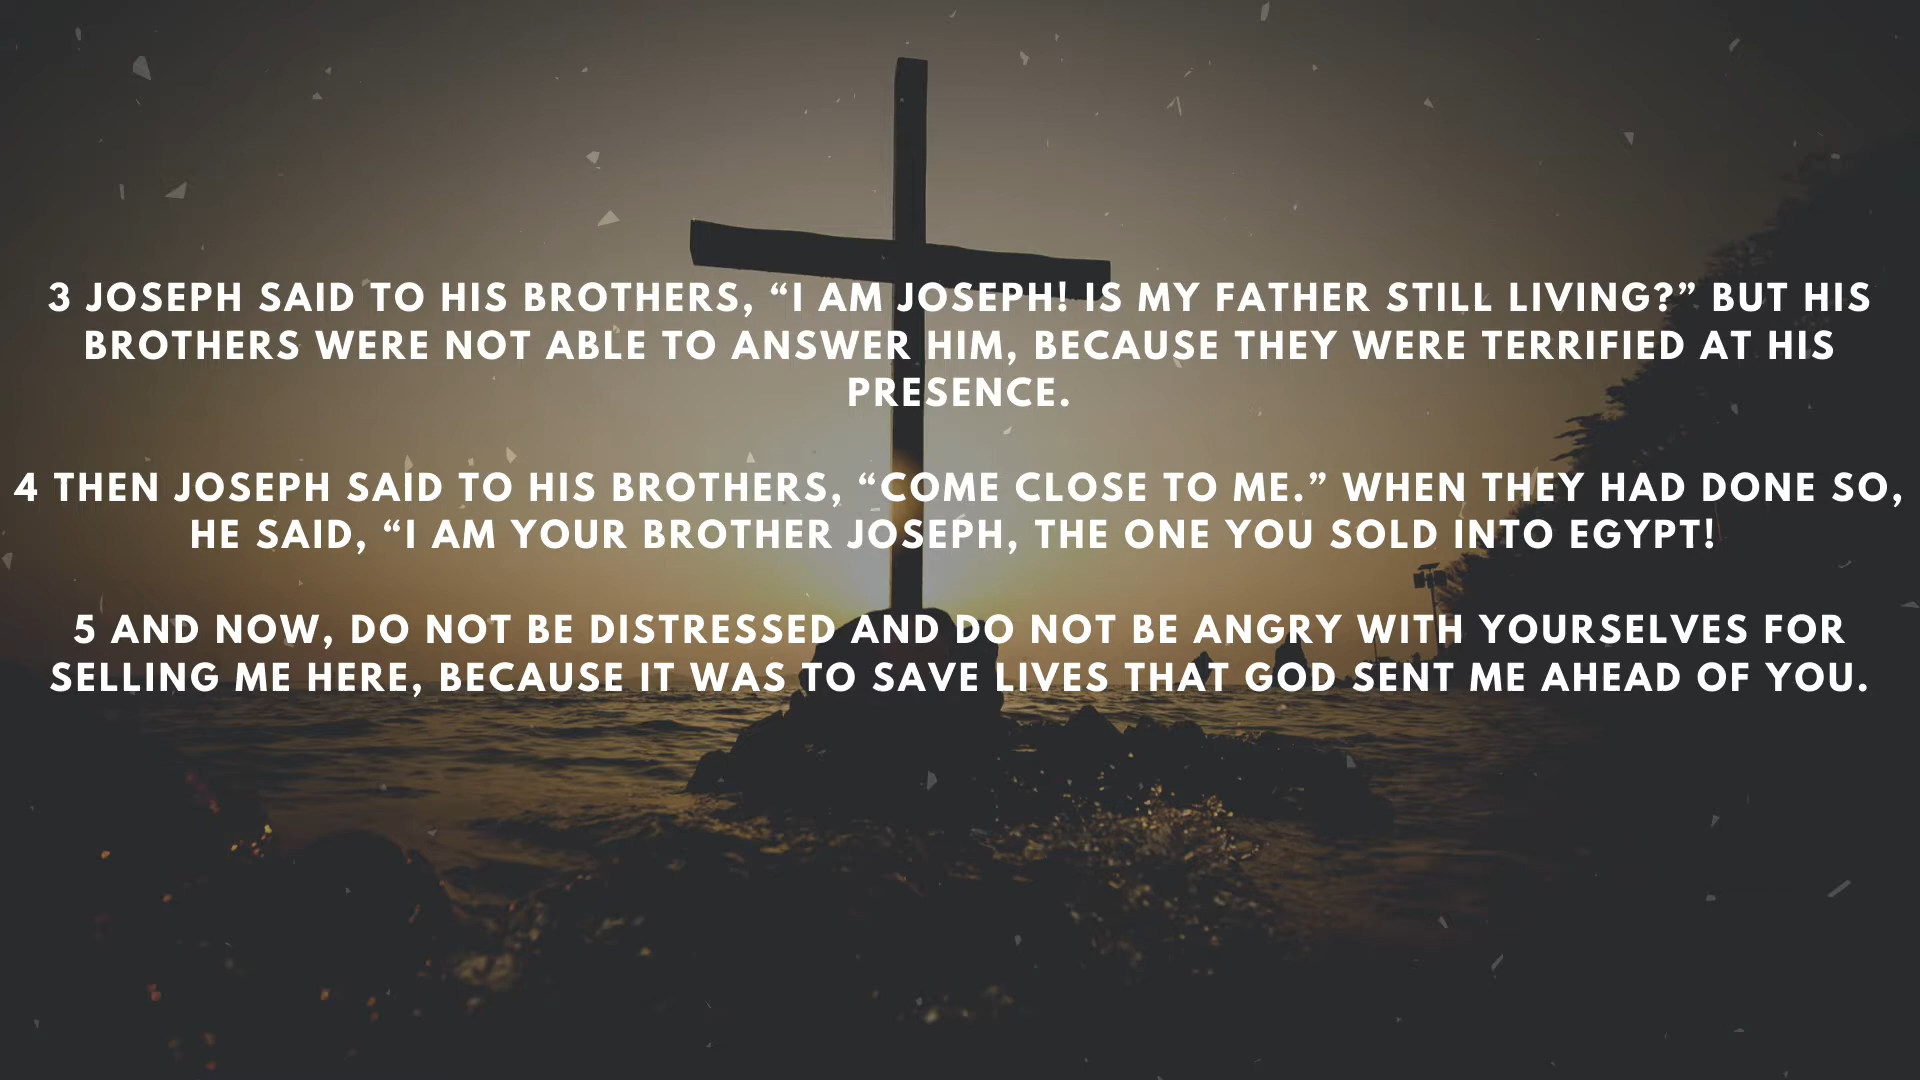 3 JOSEPH SAID TO HIS BROTHERS, “I AM JOSEPH! IS MY FATHER STILL LIVING?” BUT HIS
BROTHERS WERE NOT ABLE TO ANSWER HIM, BECAUSE THEY WERE TERRIFIED AT HIS
PRESENCE.
4 THEN JOSEPH SAID TO HIS BROTHERS, “COME CLOSE TO ME.” WHEN THEY HAD DONE SO,
HE SAID, “I AM YOUR BROTHER JOSEPH, THE ONE YOU SOLD INTO EGYPT!
5 AND NOW, DO NOT BE DISTRESSED AND DO NOT BE ANGRY WITH YOURSELVES FOR
SELLING ME HERE, BECAUSE IT WAS TO SAVE LIVES THAT GOD SENT ME AHEAD OF YOU.